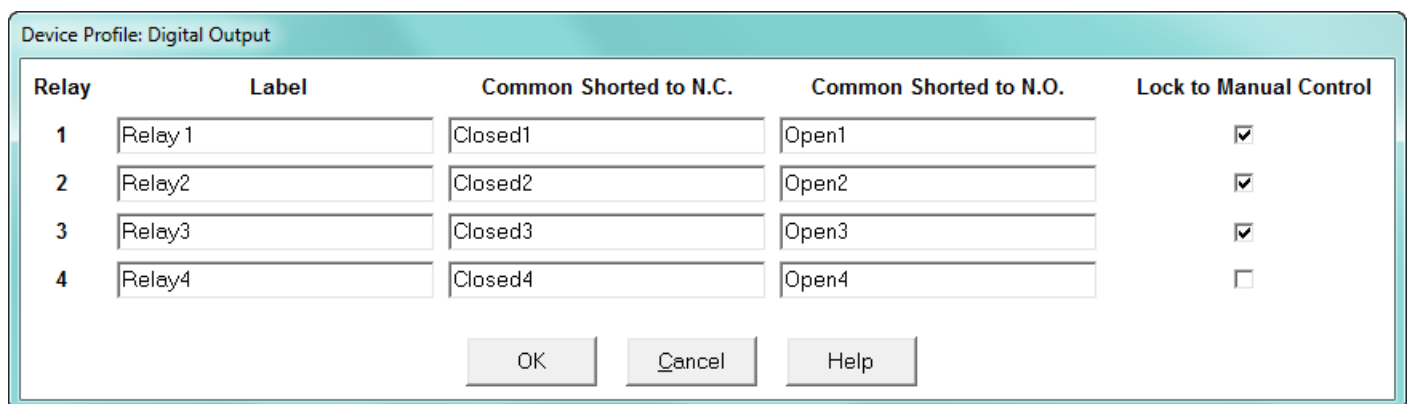 Device Profile: Digital Output
Relay Label Common Shorted to N.C. Common Shorted to N.O. Lock to Manual Control
1 Relay 1 Closed1 Open1
2 Relay2 Closed2 Open2
3 Relay3 Closed3 Open3
4 Relay4 Closed4 Open4
OK Cancel Help